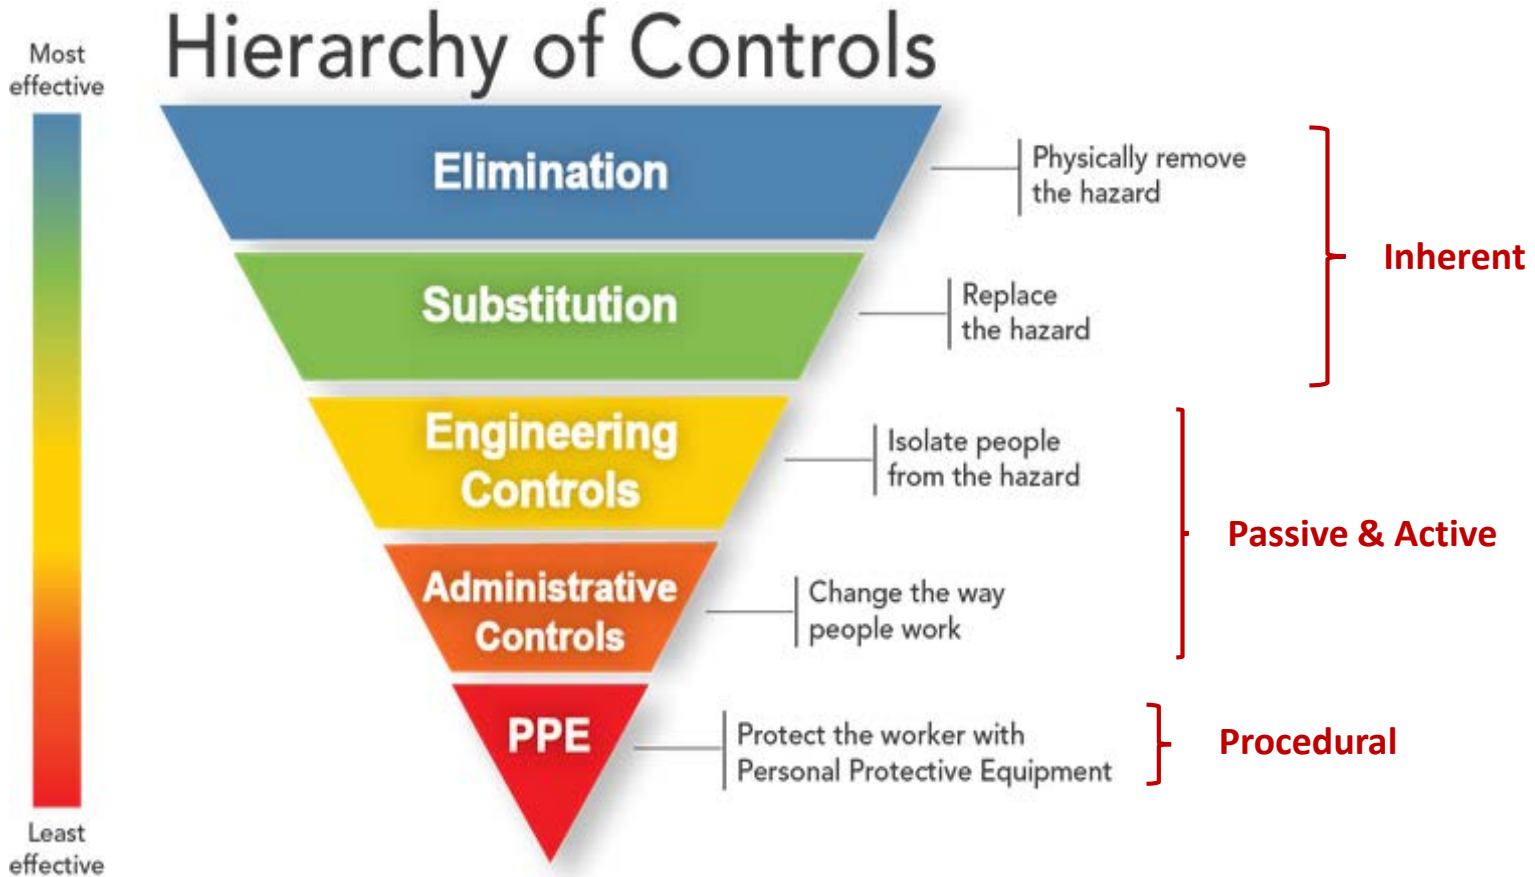 Hierarchy of Controls
Most
effective
Elimination
Physically remove
the hazard
Inherent
Substitution
Replace
the hazard
Engineering
Controls
Isolate people
from the hazard
Passive & Active
Administrative
Controls
Change the way
people work
PPE
Protect the worker with
Personal Protective Equipment
Procedural
Least
effective